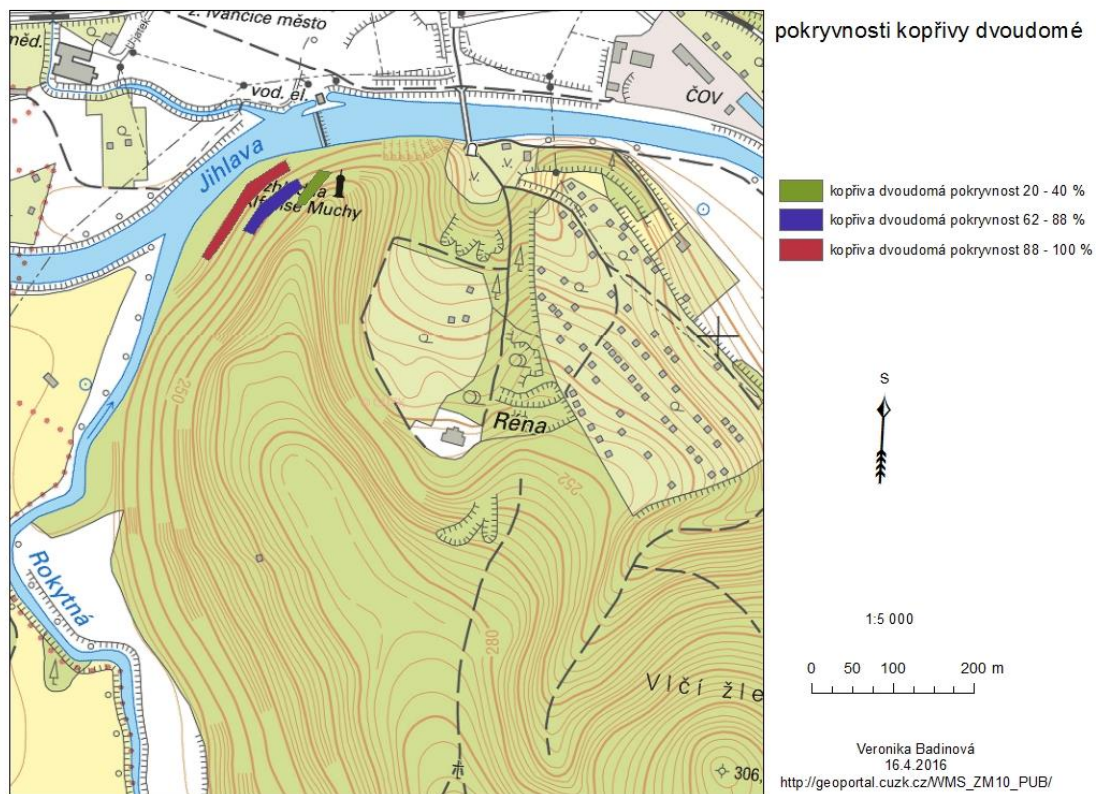 pokryvnosti kopřivy dvoudomé
kopřiva dvoudomá pokryvnost 20 - 40 %
kopřiva dvoudomá pokryvnost 62 - 88 %
kopřiva dvoudomá pokryvnost 88 - 100 %
S
1:5 000
0 50 100 200 m
Veronika Badinová
16.4.2016
http://geoportal.cuzk.cz/WMS_ZM10_PUB/
z. Ivančice město
něd.
vod. el.
ČOV
Jihlava
Muchy
250
Réna
252
Rokytná
280
Vlčí žle
306,